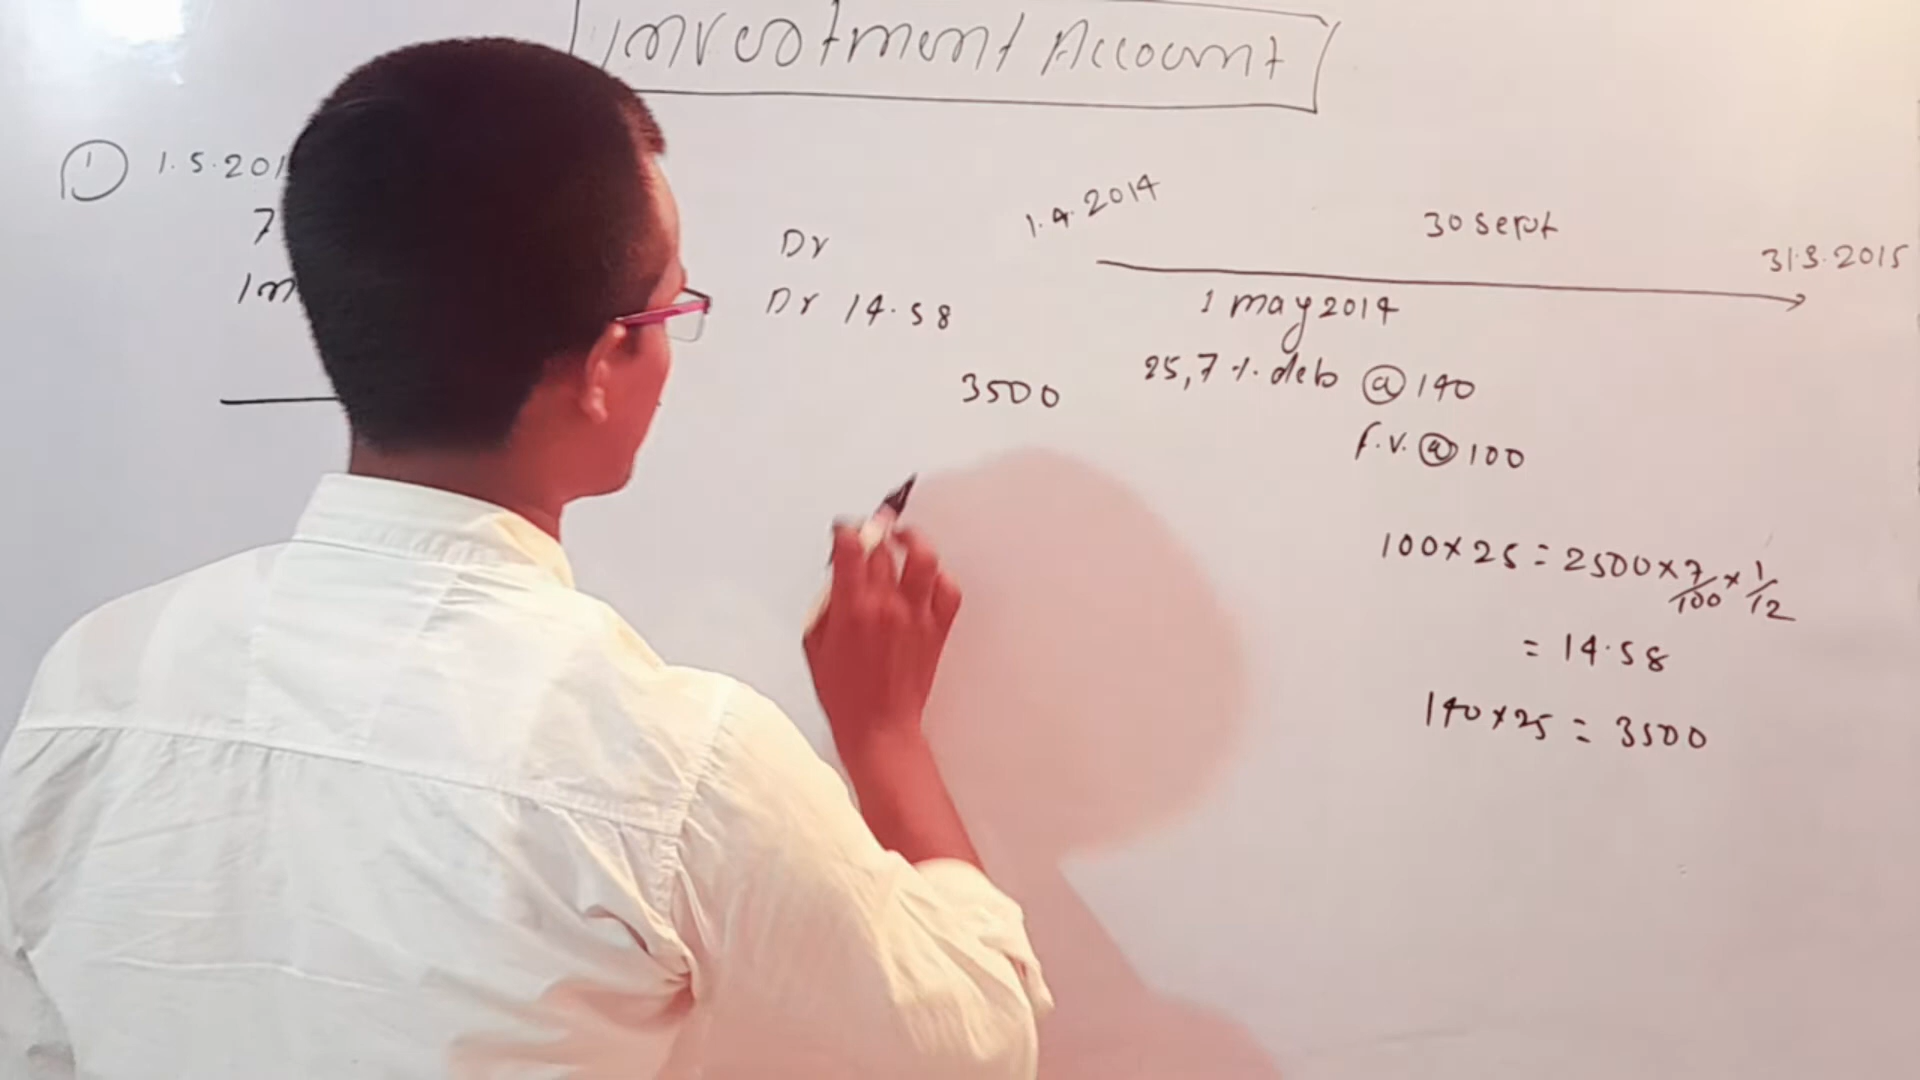 Investment Account
1 1.5.201
7
In
Dr
Dr 14.58
3500
1.4.2014
30 Sept
31.3.2015
1 may 2014
25, 7 %. deb @ 140
f.v. @ 100
100 x 25 = 2500 x 7/100 x 1/12
= 14.58
140 x 25 = 3500